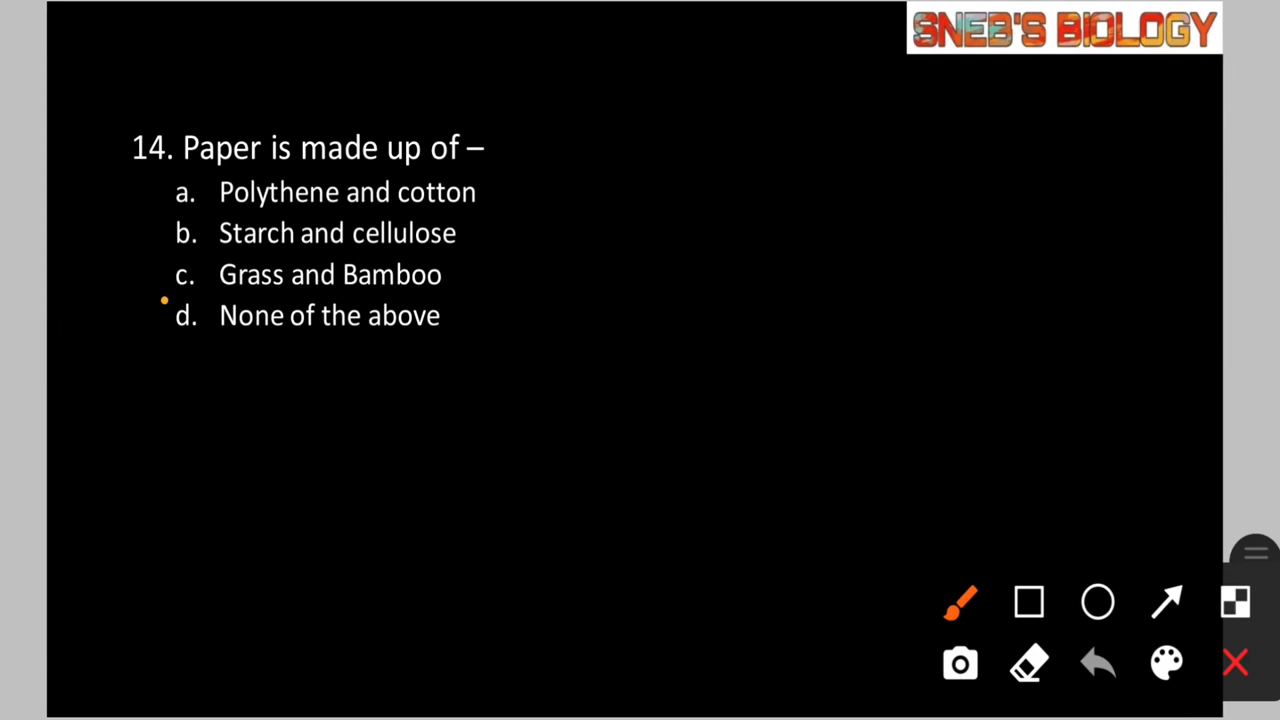 SNEB'S BIOLOGY
14. Paper is made up of –
a. Polythene and cotton
b. Starch and cellulose
c. Grass and Bamboo
d. None of the above